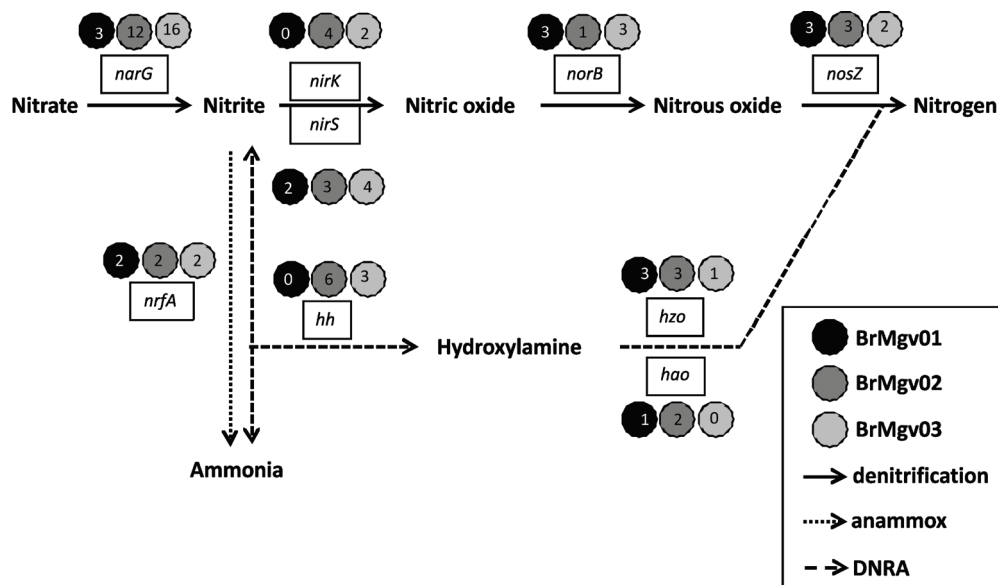 3 12 16
0 4 2
3 1 3
3 3 2
narG
nirK
norB
nosZ
Nitrate
Nitrite
Nitric oxide
Nitrous oxide
Nitrogen
nirS
2 3 4
2 2 2
nrfA
0 6 3
hh
3 3 1
hzo
Hydroxylamine
hao
1 2 0
Ammonia
BrMgv01
BrMgv02
BrMgv03
denitrification
anammox
DNRA